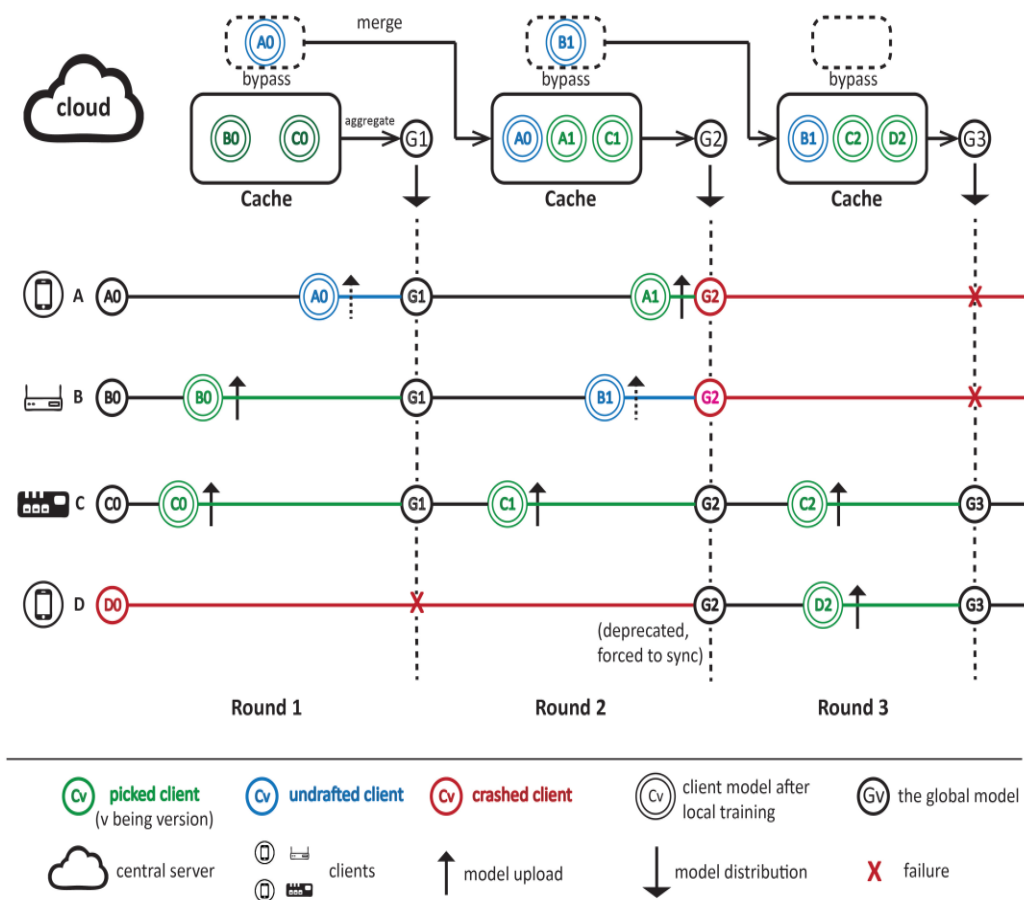 A0 merge B1
bypass bypass bypass
cloud
B0 C0 aggregate G1 A0 A1 C1 G2 B1 C2 D2 G3
Cache Cache Cache
A A0 A0 G1 A1 G2 X
B B0 B0 G1 B1 G2 X
C C0 C0 G1 C1 G2 C2 G3
D D0 X G2 D2 G3
(deprecated,
forced to sync)
Round 1 Round 2 Round 3
Cv picked client
(v being version)
Cv undrafted client
Cv crashed client
Cv client model after
local training
Gv the global model
central server
clients
model upload
model distribution
X failure